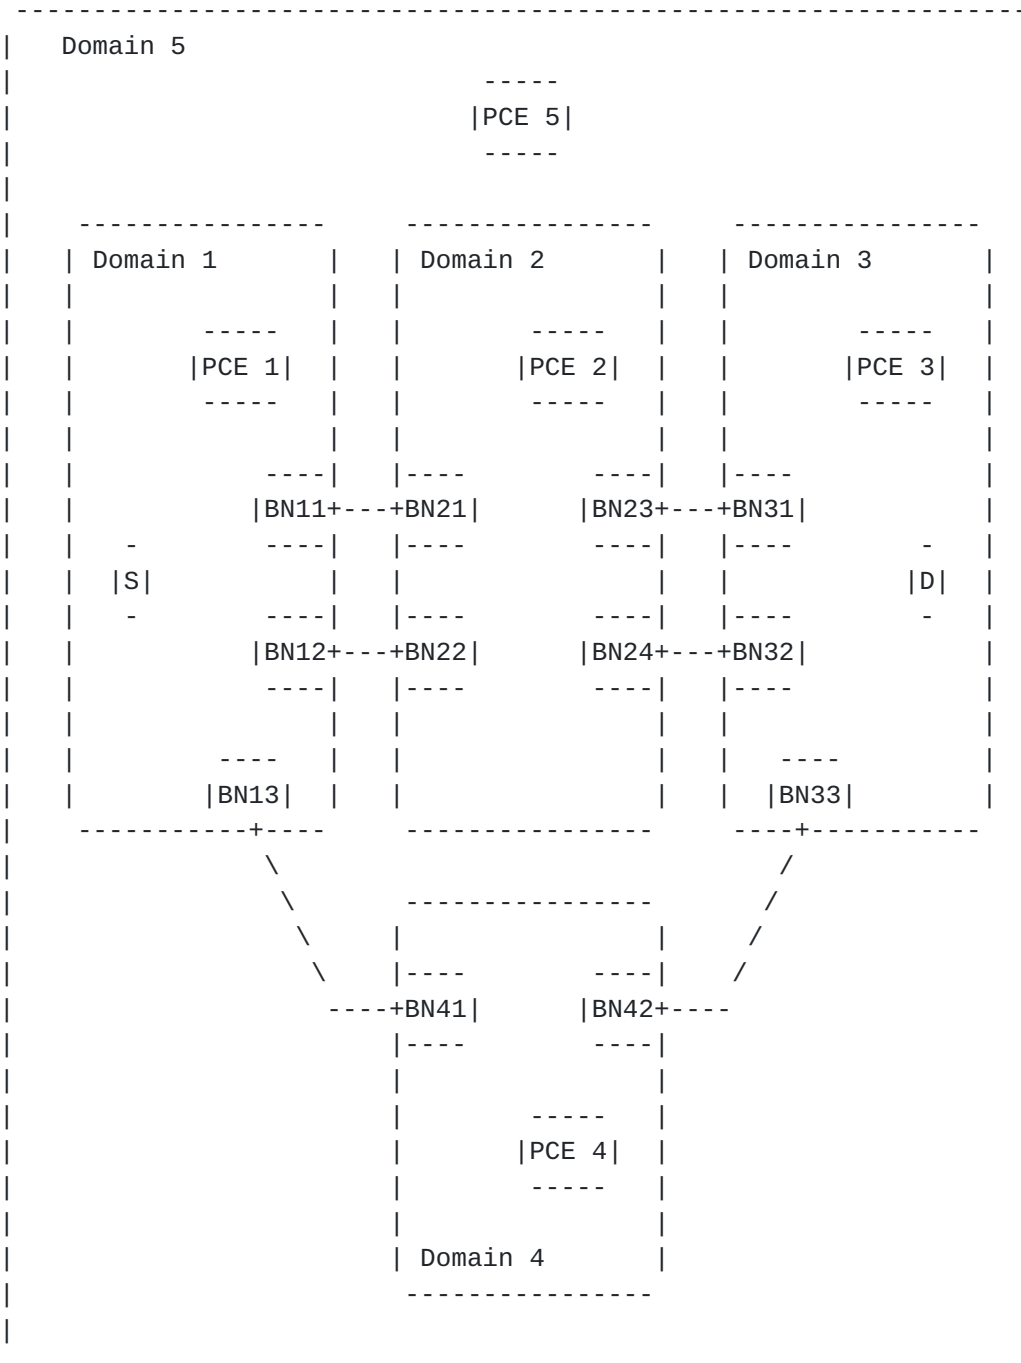 Domain 5
|PCE 5|
Domain 1 Domain 2 Domain 3
|PCE 1| |PCE 2| |PCE 3|
|BN11+---+BN21| |BN23+---+BN31|
|S| |D|
|BN12+---+BN22| |BN24+---+BN32|
|BN13| |BN33|
----+BN41| |BN42+----
|PCE 4|
Domain 4